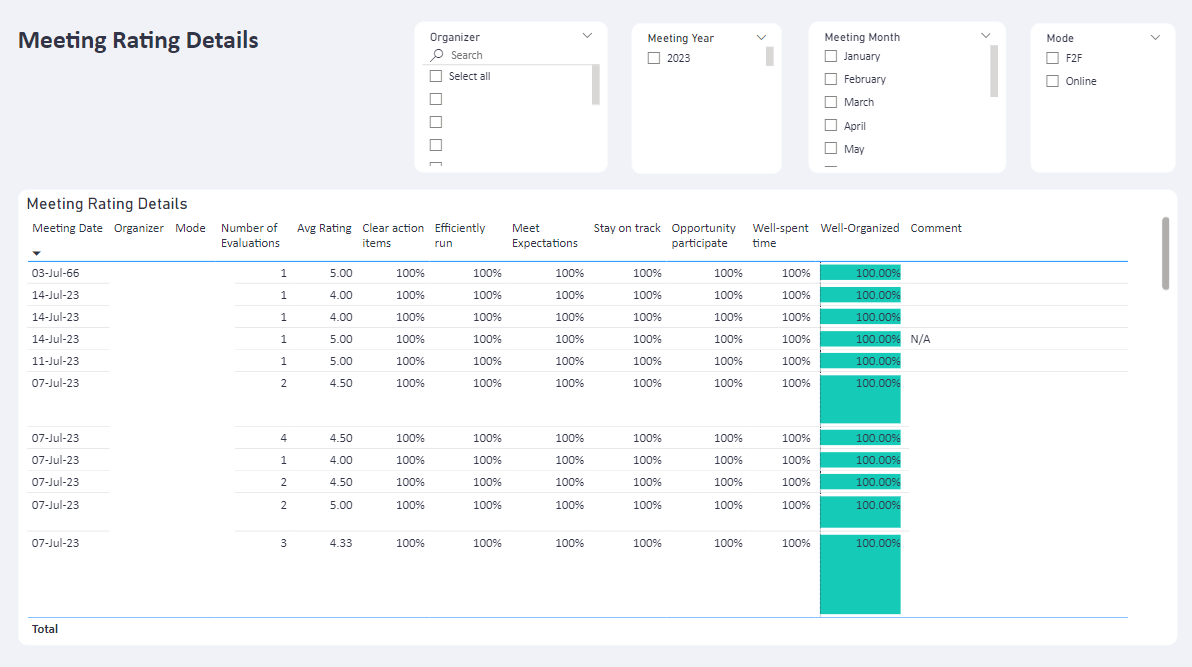 Meeting Rating Details
Organizer
Search
Select all
Meeting Year
2023
Meeting Month
January
February
March
April
May
Mode
F2F
Online
Meeting Rating Details
Meeting Date Organizer Mode Number of Evaluations Avg Rating Clear action items Efficiently run Meet Expectations Stay on track Opportunity participate Well-spent time Well-Organized Comment
03-Jul-66 1 5.00 100% 100% 100% 100% 100% 100% 100.00%
14-Jul-23 1 4.00 100% 100% 100% 100% 100% 100% 100.00%
14-Jul-23 1 4.00 100% 100% 100% 100% 100% 100% 100.00%
14-Jul-23 1 5.00 100% 100% 100% 100% 100% 100% 100.00% N/A
11-Jul-23 1 5.00 100% 100% 100% 100% 100% 100% 100.00%
07-Jul-23 2 4.50 100% 100% 100% 100% 100% 100% 100.00%
07-Jul-23 4 4.50 100% 100% 100% 100% 100% 100% 100.00%
07-Jul-23 1 4.00 100% 100% 100% 100% 100% 100% 100.00%
07-Jul-23 2 4.50 100% 100% 100% 100% 100% 100% 100.00%
07-Jul-23 2 5.00 100% 100% 100% 100% 100% 100% 100.00%
07-Jul-23 3 4.33 100% 100% 100% 100% 100% 100% 100.00%
Total